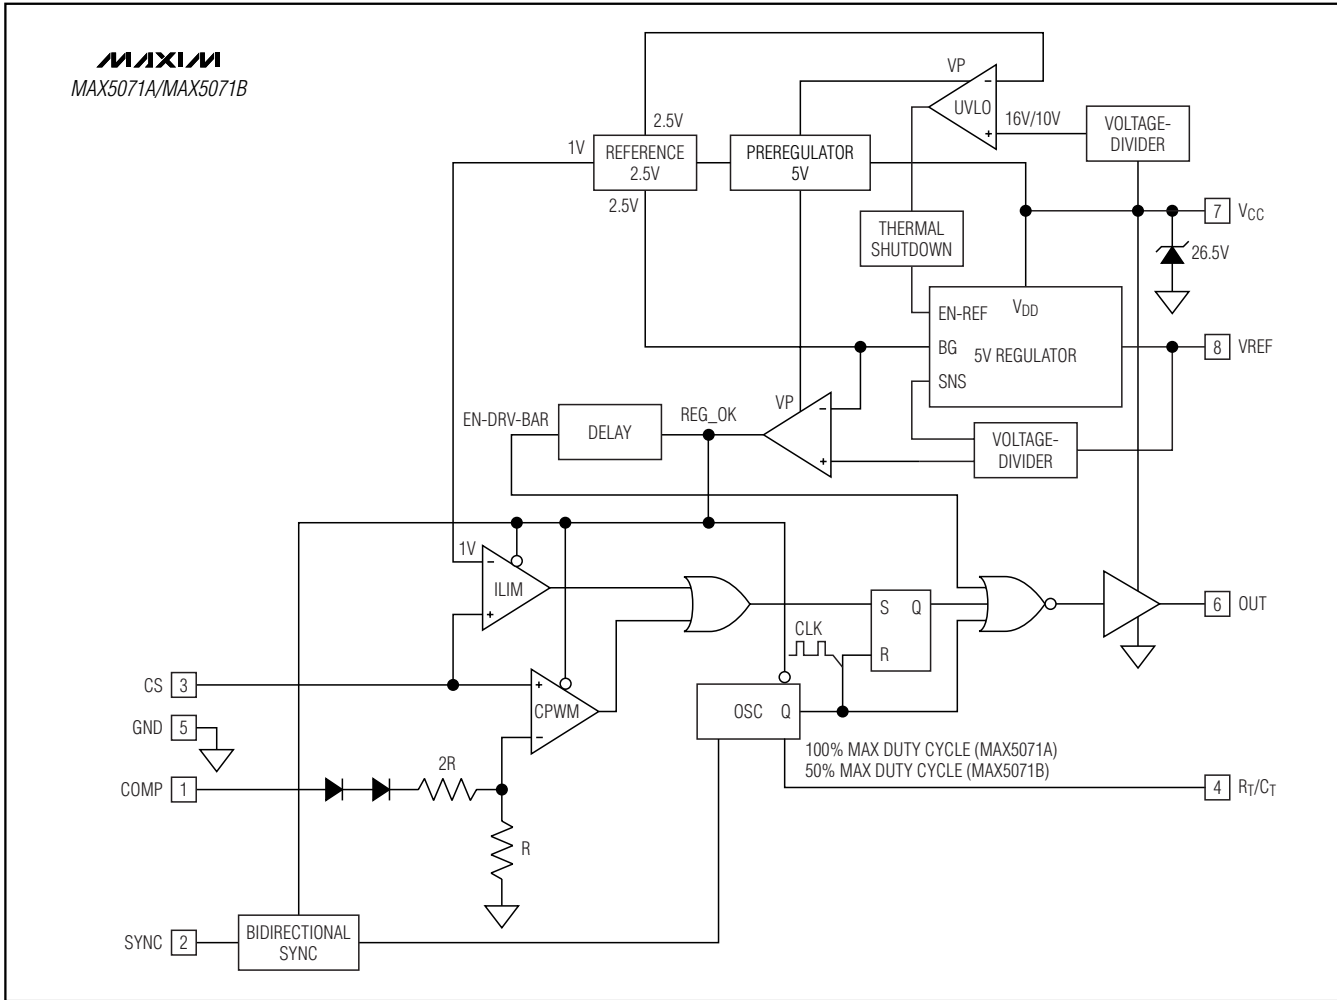 MAXIM
MAX5071A/MAX5071B
VP
UVLO
16V/10V
VOLTAGE-
DIVIDER
2.5V
1V
REFERENCE
2.5V
PREREGULATOR
5V
2.5V
7 VCC
THERMAL
SHUTDOWN
26.5V
EN-REF
VDD
BG
5V REGULATOR
8 VREF
SNS
VP
EN-DRV-BAR
DELAY
REG_OK
VOLTAGE-
DIVIDER
1V
ILIM
S Q
CLK
R
6 OUT
CS 3
CPWM
OSC Q
GND 5
100% MAX DUTY CYCLE (MAX5071A)
50% MAX DUTY CYCLE (MAX5071B)
2R
COMP 1
4 RT/CT
R
SYNC 2
BIDIRECTIONAL
SYNC